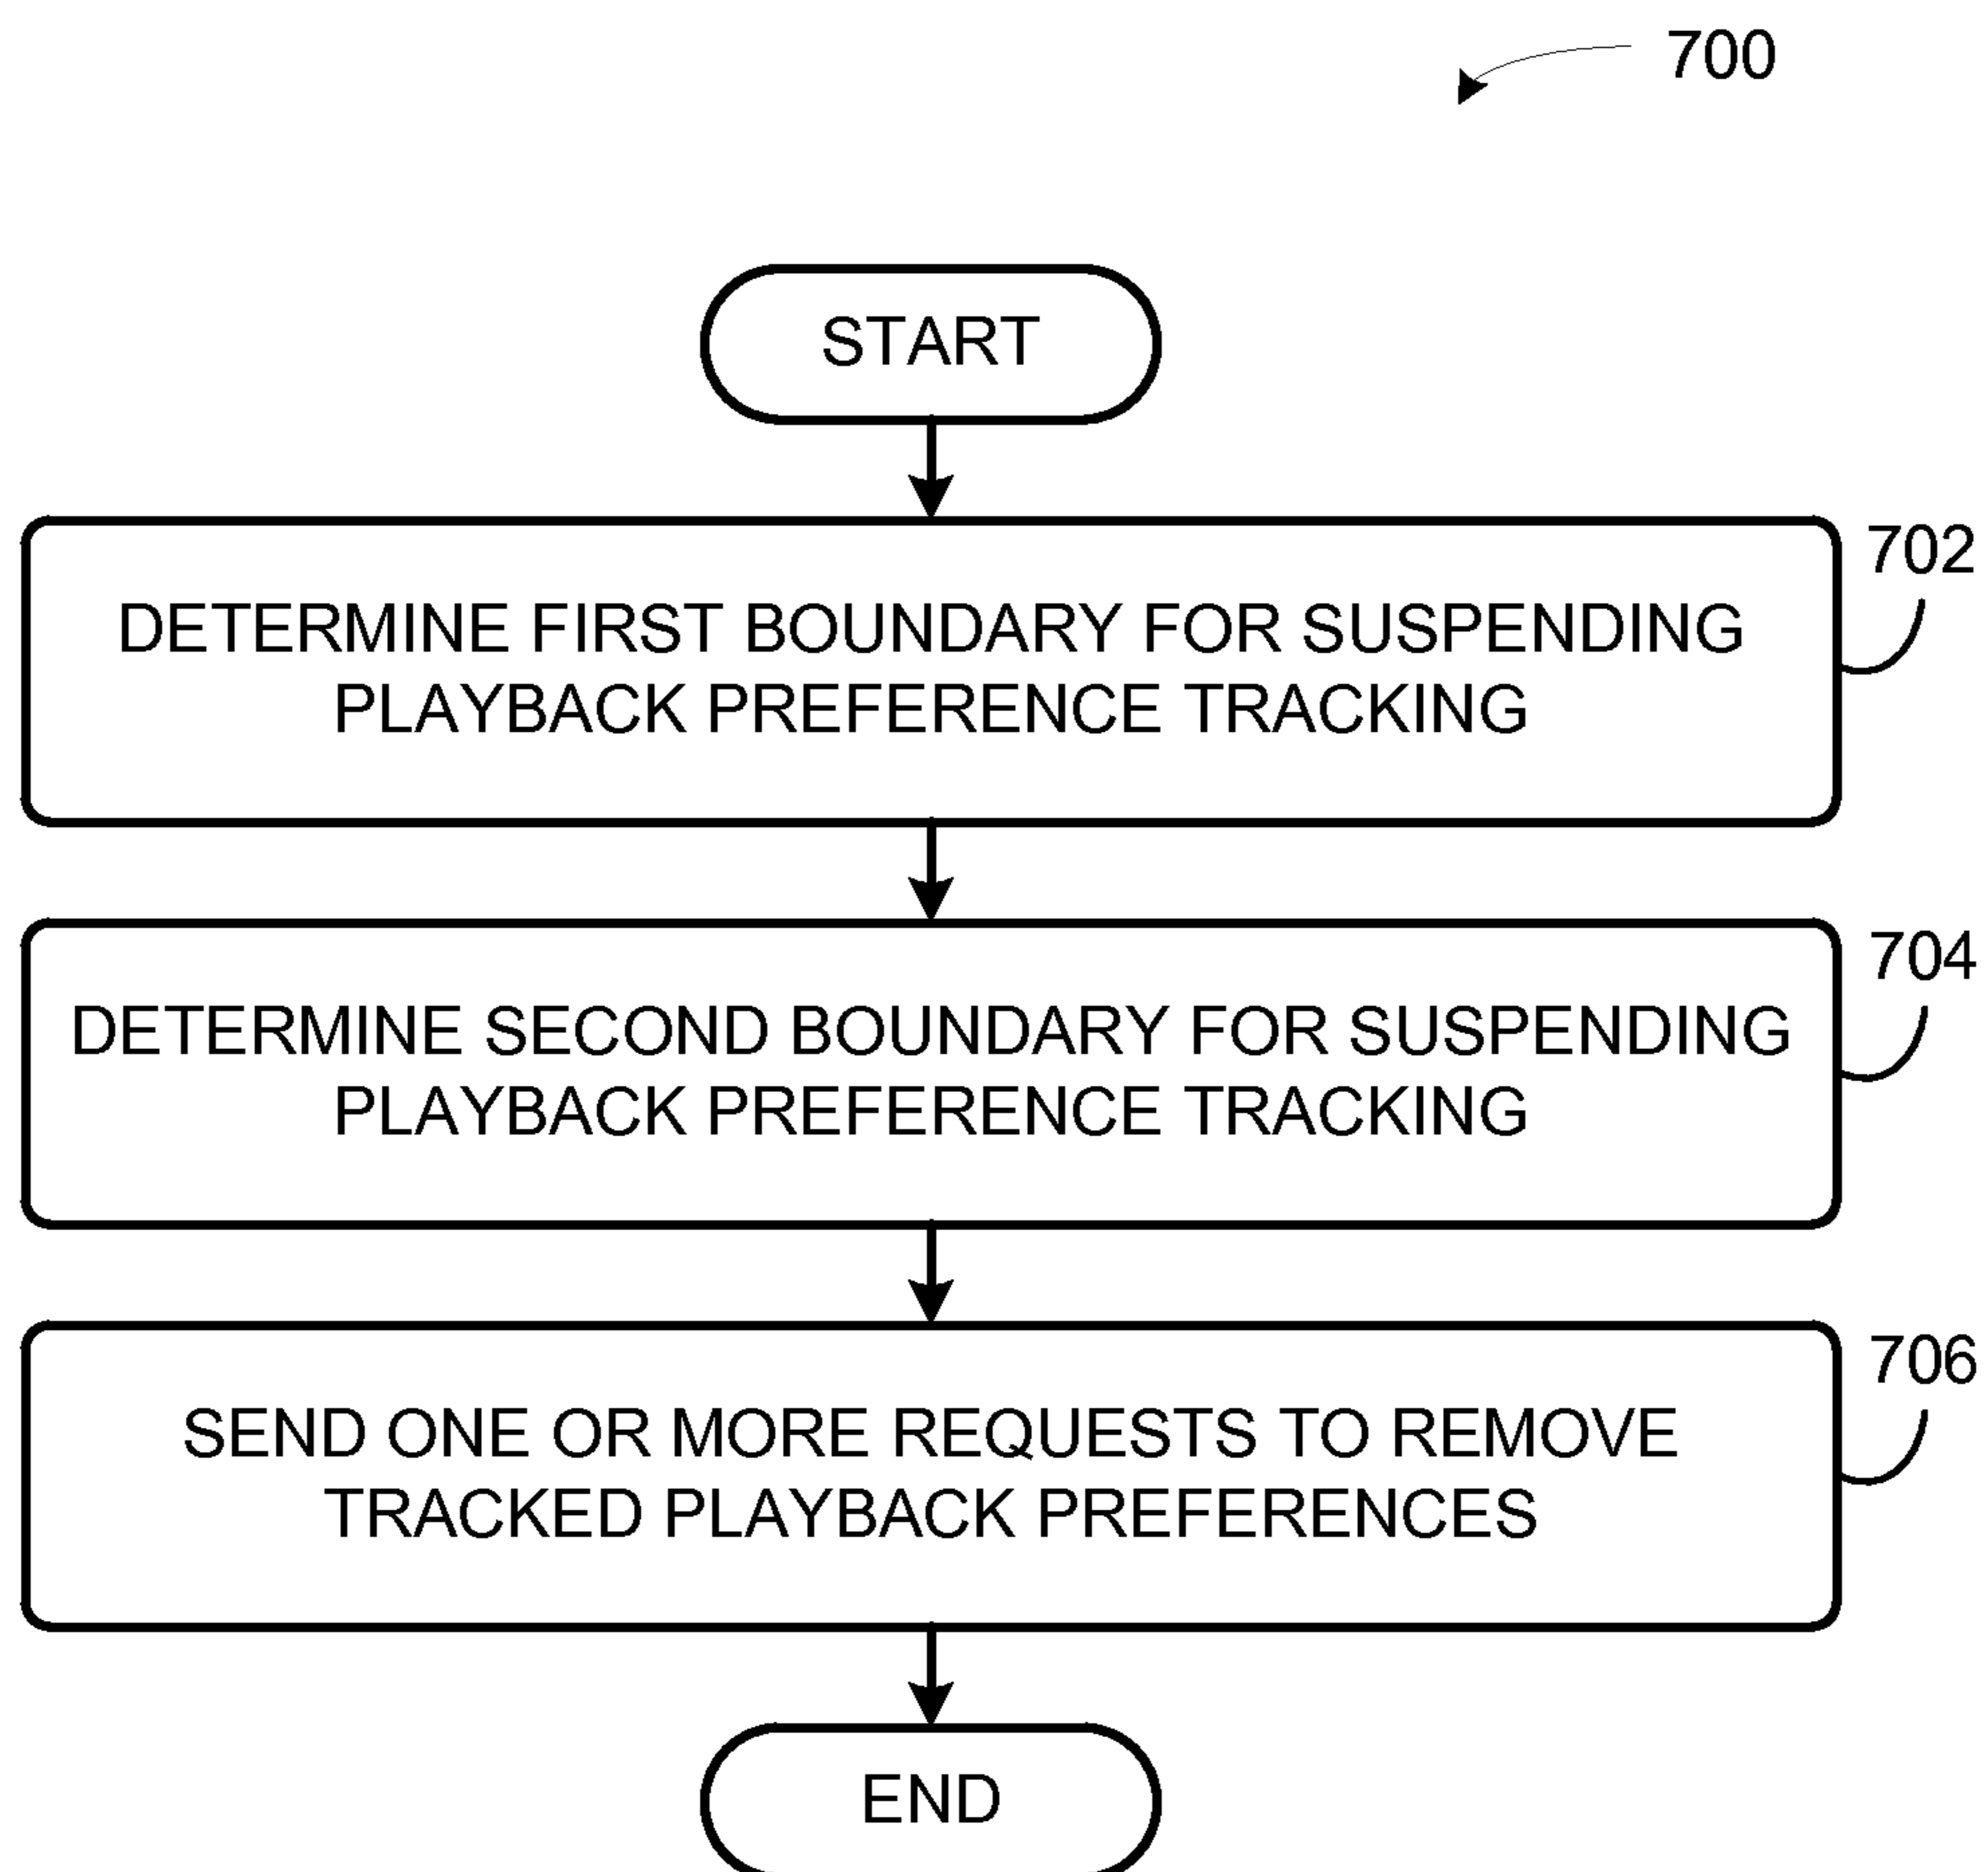 700
START
702
DETERMINE FIRST BOUNDARY FOR SUSPENDING
PLAYBACK PREFERENCE TRACKING
704
DETERMINE SECOND BOUNDARY FOR SUSPENDING
PLAYBACK PREFERENCE TRACKING
706
SEND ONE OR MORE REQUESTS TO REMOVE
TRACKED PLAYBACK PREFERENCES
END